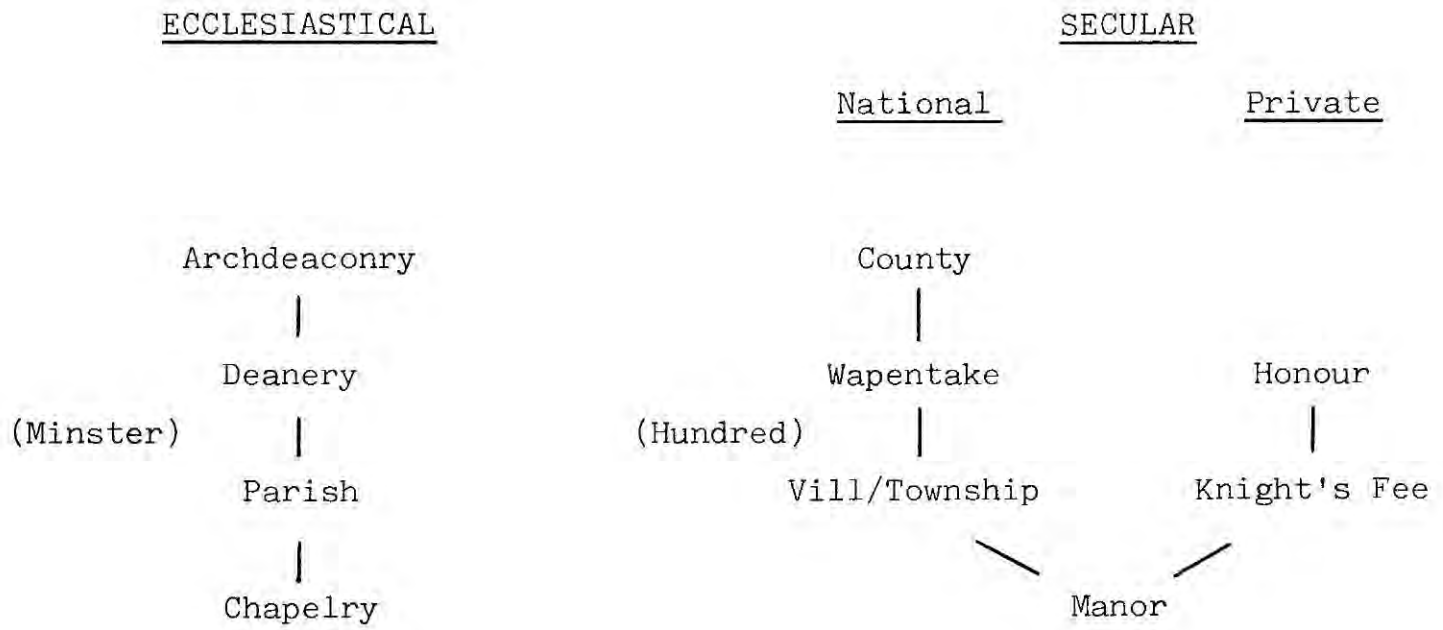 ECCLESIASTICAL SECULAR
National Private
Archdeaconry County
Deanery Wapentake Honour
(Minster) (Hundred)
Parish Vill/Township Knight's Fee
Chapelry Manor